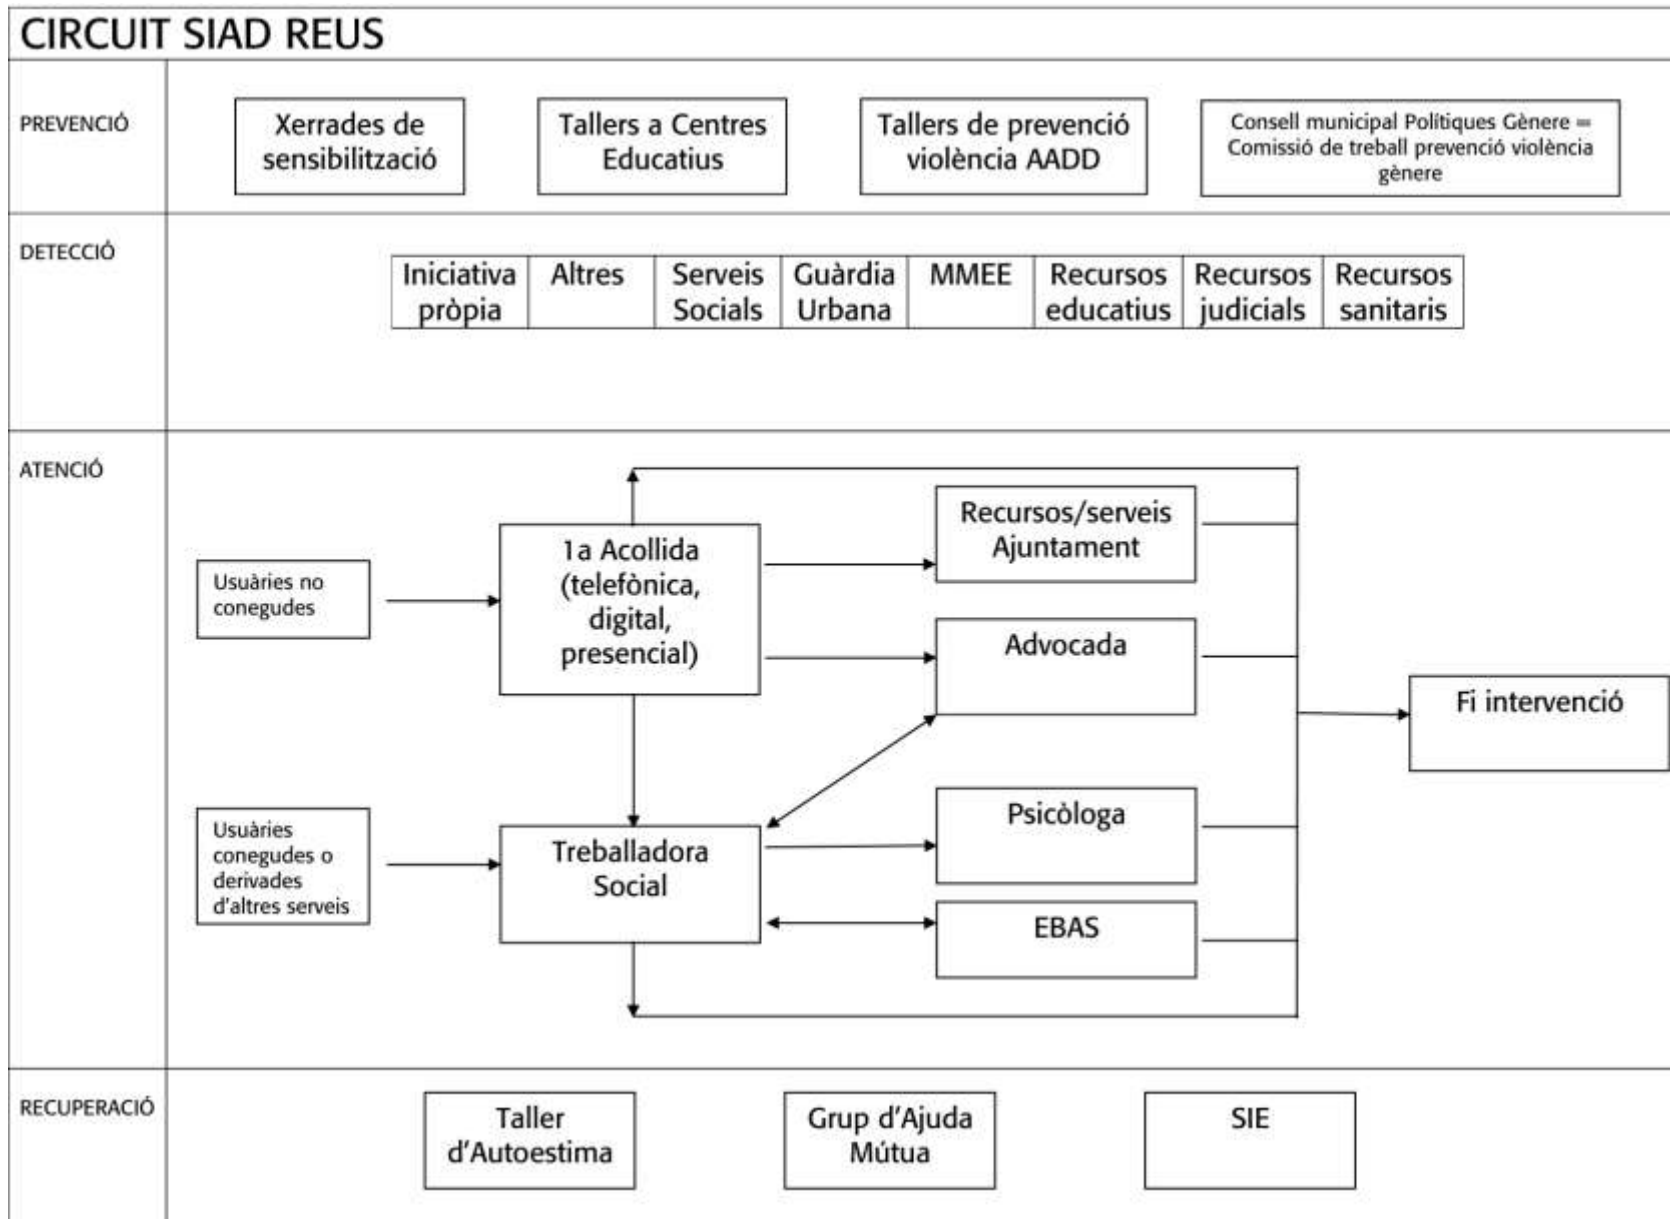 CIRCUIT SIAD REUS
PREVENCIÓ
Xerrades de
sensibilització
Tallers a Centres
Educatius
Tallers de prevenció
violència AADD
Consell municipal Polítiques Gènere =
Comissió de treball prevenció violència
gènere
DETECCIÓ
Iniciativa
pròpia
Altres
Serveis
Socials
Guàrdia
Urbana
MMEE
Recursos
educatius
Recursos
judicials
Recursos
sanitaris
ATENCIÓ
Usuàries no
conegudes
1a Acollida
(telefònica,
digital,
presencial)
Recursos/serveis
Ajuntament
Advocada
Fi intervenció
Usuàries
conegudes o
derivades
d'altres serveis
Treballadora
Social
Psicòloga
EBAS
RECUPERACIÓ
Taller
d'Autoestima
Grup d'Ajuda
Mútua
SIE